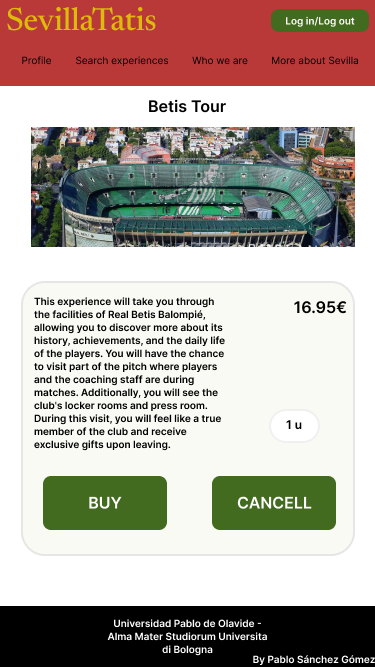 SevillaTatis
Log in/Log out
Profile
Search experiences
Who we are
More about Sevilla
Betis Tour
This experience will take you through
the facilities of Real Betis Balompié,
allowing you to discover more about its
history, achievements, and the daily life
of the players. You will have the chance
to visit part of the pitch where players
and the coaching staff are during
matches. Additionally, you will see the
club's locker rooms and press room.
During this visit, you will feel like a true
member of the club and receive
exclusive gifts upon leaving.
16.95€
1 u
BUY
CANCELL
Universidad Pablo de Olavide -
Alma Mater Studiorum Universita
di Bologna
By Pablo Sánchez Gómez